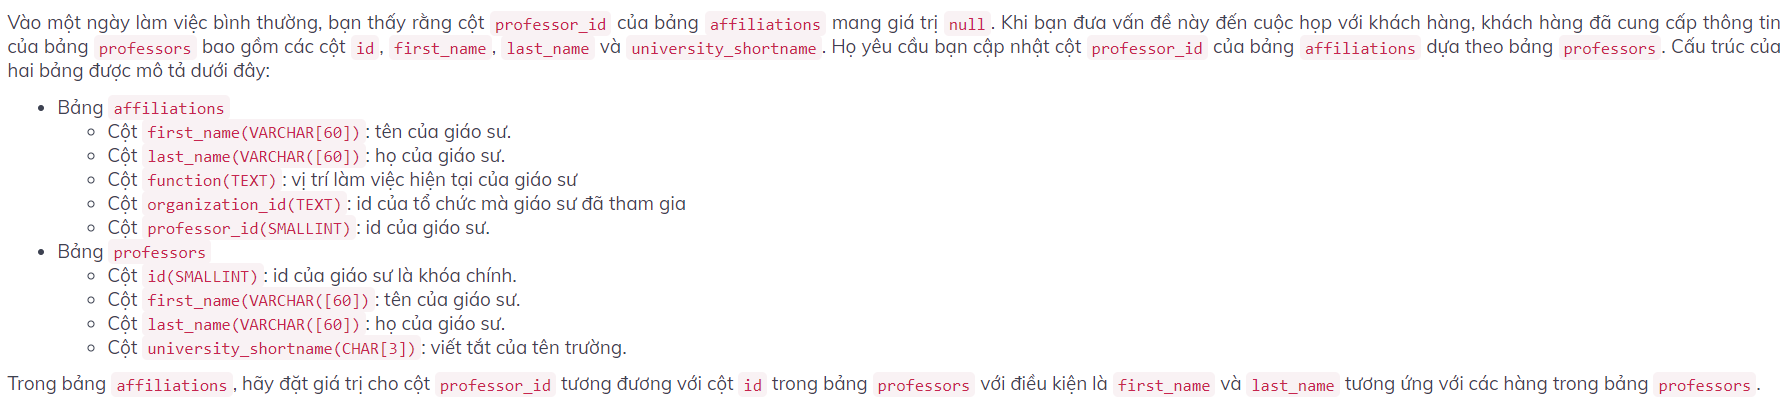 Vào một ngày làm việc bình thường, bạn thấy rằng cột professor_id của bảng affiliations mang giá trị null. Khi bạn đưa vấn đề này đến cuộc họp với khách hàng, khách hàng đã cung cấp thông tin
của bảng professors bao gồm các cột id, first_name, last_name và university_shortname. Họ yêu cầu bạn cập nhật cột professor_id của bảng affiliations dựa theo bảng professors. Cấu trúc của
hai bảng được mô tả dưới đây:
• Bảng affiliations
◦ Cột first_name(VARCHAR[60]): tên của giáo sư.
◦ Cột last_name(VARCHAR([60]): họ của giáo sư.
◦ Cột function(TEXT): vị trí làm việc hiện tại của giáo sư
◦ Cột organization_id(TEXT): id của tổ chức mà giáo sư đã tham gia
◦ Cột professor_id(SMALLINT): id của giáo sư.
• Bảng professors
◦ Cột id(SMALLINT): id của giáo sư là khóa chính.
◦ Cột first_name(VARCHAR([60]): tên của giáo sư.
◦ Cột last_name(VARCHAR([60]): họ của giáo sư.
◦ Cột university_shortname(CHAR[3]): viết tắt của tên trường.
Trong bảng affiliations, hãy đặt giá trị cho cột professor_id tương đương với cột id trong bảng professors với điều kiện là first_name và last_name tương ứng với các hàng trong bảng professors.